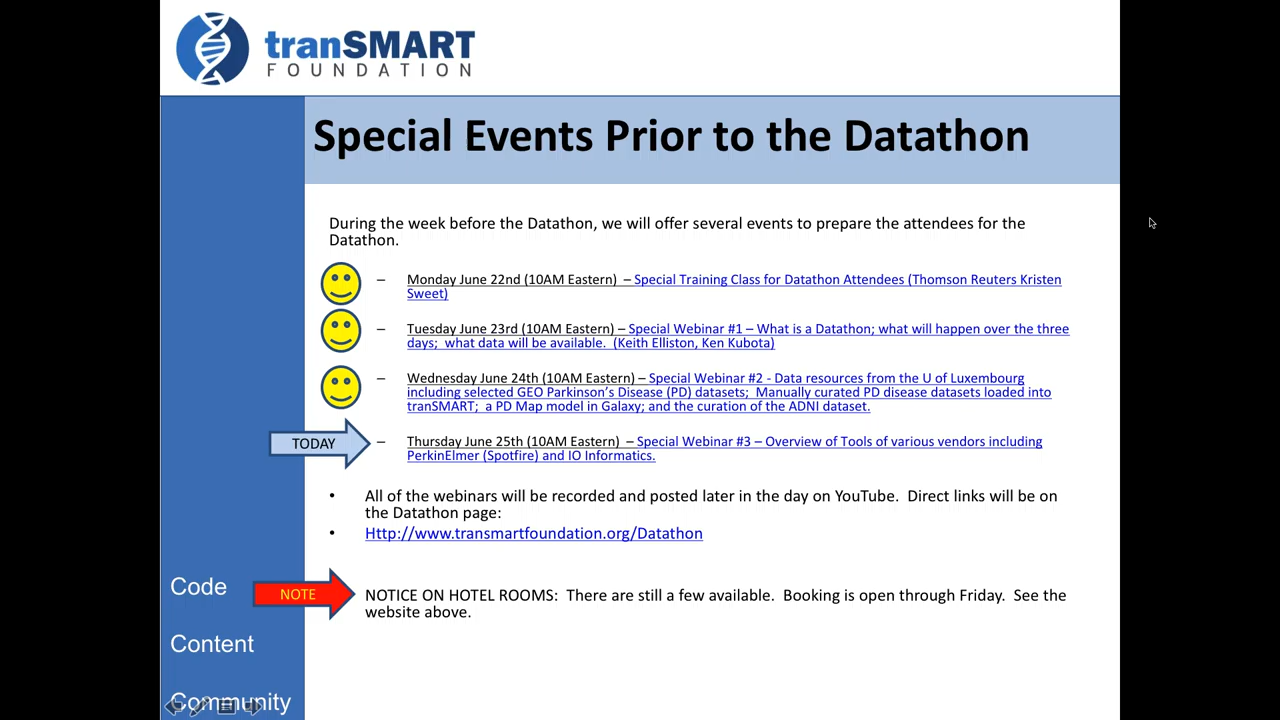 tranSMART
FOUNDATION
Special Events Prior to the Datathon
During the week before the Datathon, we will offer several events to prepare the attendees for the
Datathon.
– Monday June 22nd (10AM Eastern) – Special Training Class for Datathon Attendees (Thomson Reuters Kristen
Sweet)
– Tuesday June 23rd (10AM Eastern) – Special Webinar #1 – What is a Datathon; what will happen over the three
days; what data will be available. (Keith Elliston, Ken Kubota)
– Wednesday June 24th (10AM Eastern) – Special Webinar #2 - Data resources from the U of Luxembourg
including selected GEO Parkinson's Disease (PD) datasets; Manually curated PD disease datasets loaded into
tranSMART; a PD Map model in Galaxy; and the curation of the ADNI dataset.
TODAY
– Thursday June 25th (10AM Eastern) – Special Webinar #3 – Overview of Tools of various vendors including
PerkinElmer (Spotfire) and IO Informatics.
• All of the webinars will be recorded and posted later in the day on YouTube. Direct links will be on
the Datathon page:
• Http://www.transmartfoundation.org/Datathon
NOTE
NOTICE ON HOTEL ROOMS: There are still a few available. Booking is open through Friday. See the
website above.
Code
Content
Community